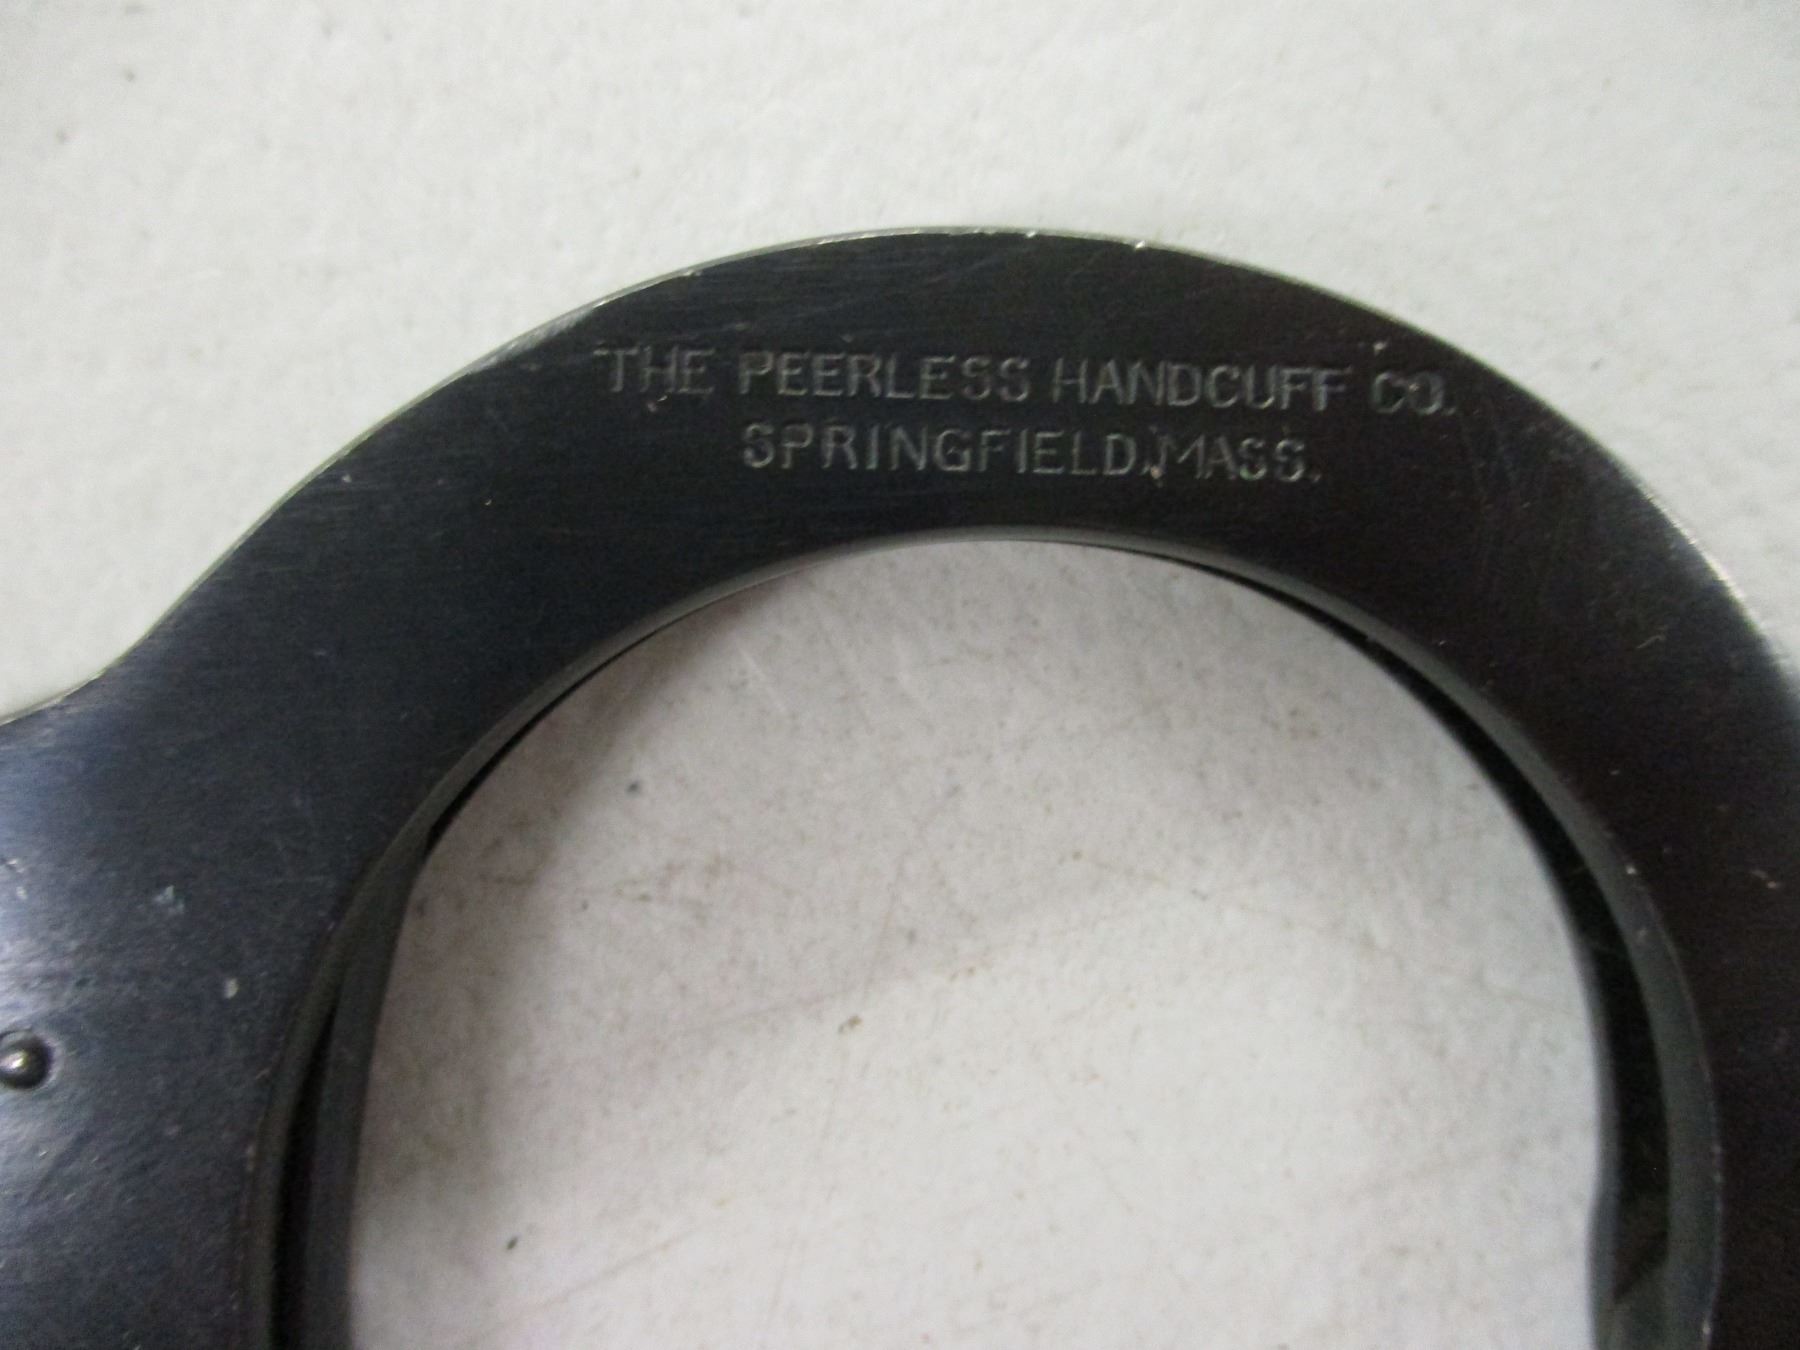 THE PEERLESS HANDCUFF CO.
SPRINGFIELD, MASS.